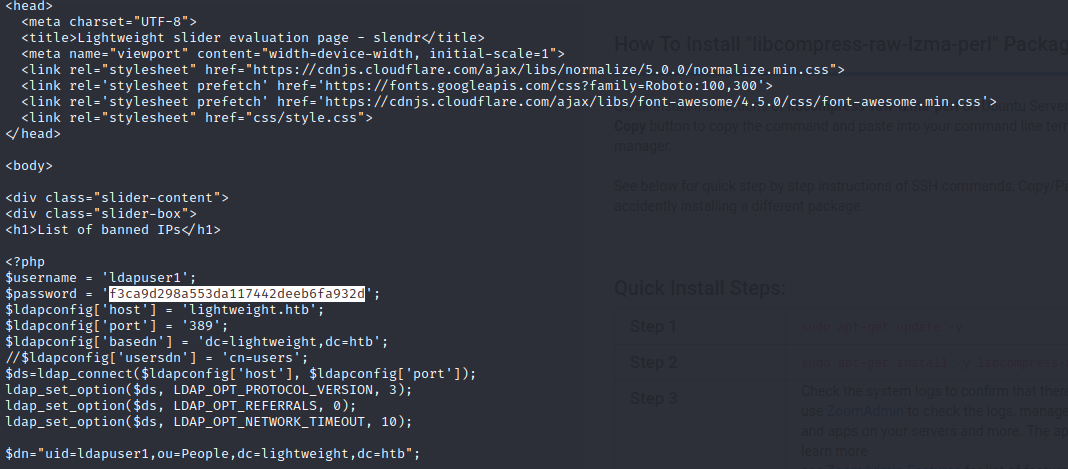 <head>
<meta charset="UTF-8">
<title>Lightweight slider evaluation page - slendr</title>
<meta name="viewport" content="width=device-width, initial-scale=1">
<link rel="stylesheet" href="https://cdnjs.cloudflare.com/ajax/libs/normalize/5.0.0/normalize.min.css">
<link rel='stylesheet prefetch' href='https://fonts.googleapis.com/css?family=Roboto:100,300'>
<link rel='stylesheet prefetch' href='https://cdnjs.cloudflare.com/ajax/libs/font-awesome/4.5.0/css/font-awesome.min.css'>
<link rel="stylesheet" href="css/style.css">
</head>
<body>
<div class="slider-content">
<div class="slider-box">
<h1>List of banned IPs</h1>
<?php
$username = 'ldapuser1';
$password = 'f3ca9d298a553da117442deeb6fa932d';
$ldapconfig['host'] = 'lightweight.htb';
$ldapconfig['port'] = '389';
$ldapconfig['basedn'] = 'dc=lightweight,dc=htb';
//$ldapconfig['usersdn'] = 'cn=users';
$ds=ldap_connect($ldapconfig['host'], $ldapconfig['port']);
ldap_set_option($ds, LDAP_OPT_PROTOCOL_VERSION, 3);
ldap_set_option($ds, LDAP_OPT_REFERRALS, 0);
ldap_set_option($ds, LDAP_OPT_NETWORK_TIMEOUT, 10);
$dn="uid=ldapuser1,ou=People,dc=lightweight,dc=htb";
How To Install "libcompress-raw-lzma-perl" Packag
Copy button to copy the command and paste into your command line ter
manager.
See below for quick step by step instructions of SSH commands, Copy/P
accidently installing a different package.
Quick Install Steps:
Step 1
sudo apt-get update -y
Step 2
sudo apt-get install -y libcompress-
Step 3
Check the system logs to confirm that ther
use ZoomAdmin to check the logs, manage
and apps on your servers and more. The ap
learn more.